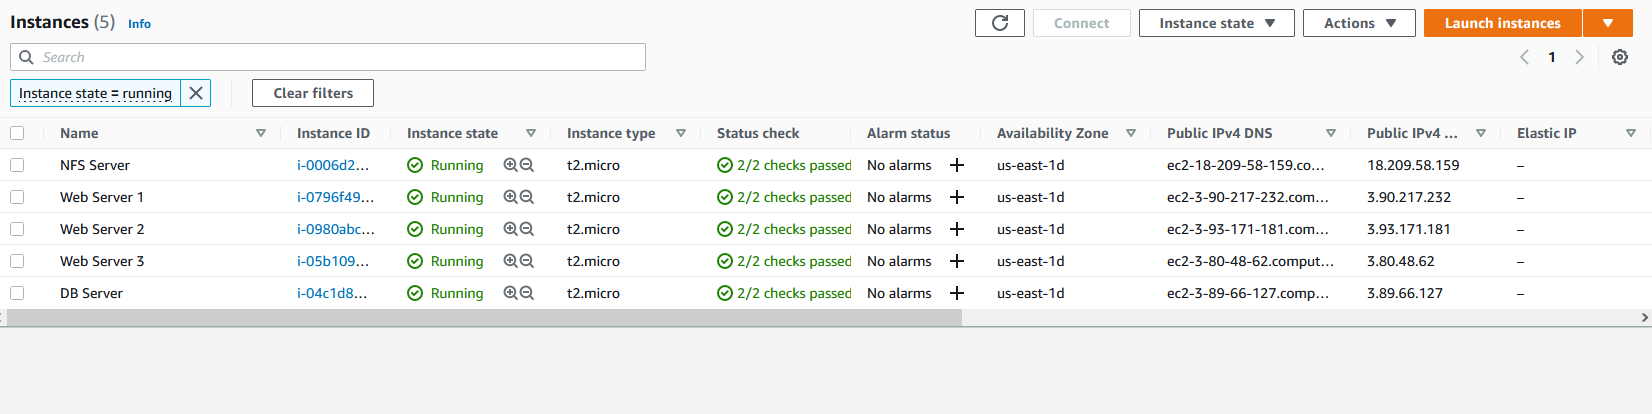 Instances (5) Info
Connect Instance state Actions Launch instances
Search
1
Instance state = running Clear filters
Name Instance ID Instance state Instance type Status check Alarm status Availability Zone Public IPv4 DNS Public IPv4 ... Elastic IP
NFS Server i-0006d2... Running t2.micro 2/2 checks passed No alarms us-east-1d ec2-18-209-58-159.co... 18.209.58.159 –
Web Server 1 i-0796f49... Running t2.micro 2/2 checks passed No alarms us-east-1d ec2-3-90-217-232.com... 3.90.217.232 –
Web Server 2 i-0980abc... Running t2.micro 2/2 checks passed No alarms us-east-1d ec2-3-93-171-181.com... 3.93.171.181 –
Web Server 3 i-05b109... Running t2.micro 2/2 checks passed No alarms us-east-1d ec2-3-80-48-62.comput... 3.80.48.62 –
DB Server i-04c1d8... Running t2.micro 2/2 checks passed No alarms us-east-1d ec2-3-89-66-127.comp... 3.89.66.127 –